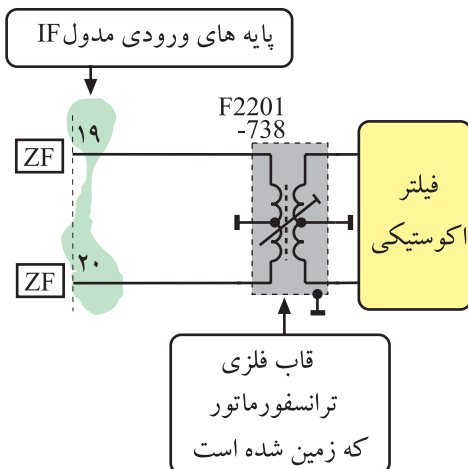 پایه های ورودی مدول IF
F2201
-738
۱۹
ZF
۲۰
ZF
فیلتر
اکوستیکی
قاب فلزی
ترانسفورماتور
که زمین شده است